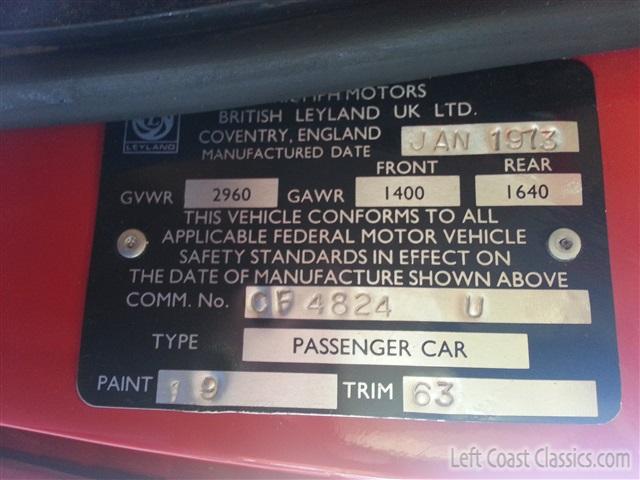 MOTORS
BRITISH LEYLAND UK LTD.
LEYLAND
COVENTRY, ENGLAND
MANUFACTURED DATE JAN 1973
FRONT REAR
GVWR 2960 GAWR 1400 1640
THIS VEHICLE CONFORMS TO ALL
APPLICABLE FEDERAL MOTOR VEHICLE
SAFETY STANDARDS IN EFFECT ON
THE DATE OF MANUFACTURE SHOWN ABOVE
COMM. No. CF 4824 U
TYPE PASSENGER CAR
PAINT 19 TRIM 63
Left Coast Classics.com